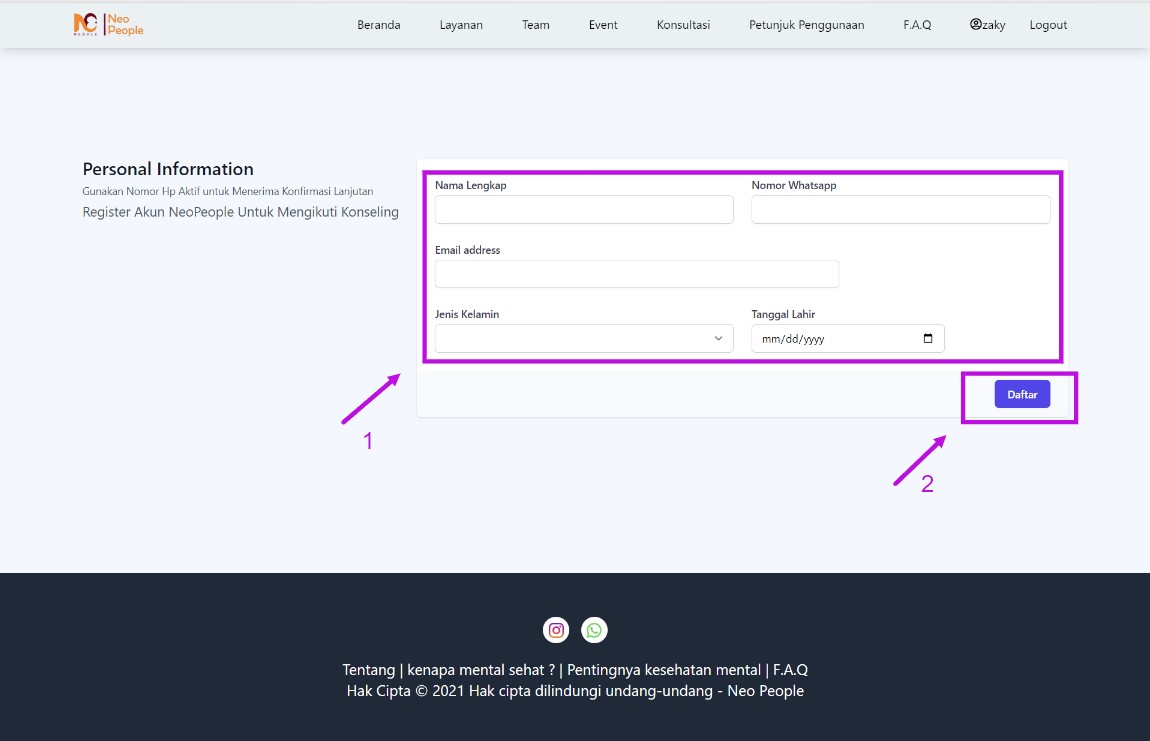 Neo
People
PEOPLE
Beranda Layanan Team Event Konsultasi Petunjuk Penggunaan F.A.Q zaky Logout
Personal Information
Gunakan Nomor Hp Aktif untuk Menerima Konfirmasi Lanjutan
Register Akun NeoPeople Untuk Mengikuti Konseling
Nama Lengkap Nomor Whatsapp
Email address
Jenis Kelamin Tanggal Lahir
mm/dd/yyyy
Daftar
1
2
Tentang | kenapa mental sehat ? | Pentingnya kesehatan mental | F.A.Q
Hak Cipta © 2021 Hak cipta dilindungi undang-undang - Neo People